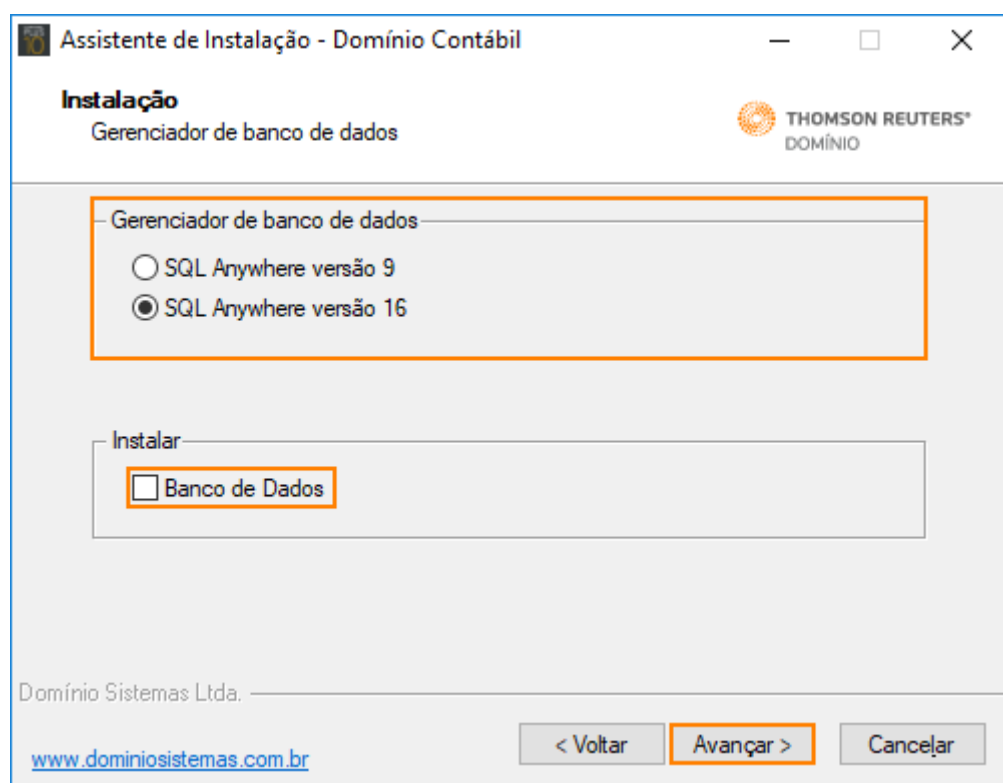 Assistente de Instalação - Domínio Contábil
Instalação
Gerenciador de banco de dados
THOMSON REUTERS®
DOMÍNIO
Gerenciador de banco de dados
SQL Anywhere versão 9
SQL Anywhere versão 16
Instalar
Banco de Dados
Domínio Sistemas Ltda.
www.dominiosistemas.com.br
< Voltar
Avançar >
Cancelar